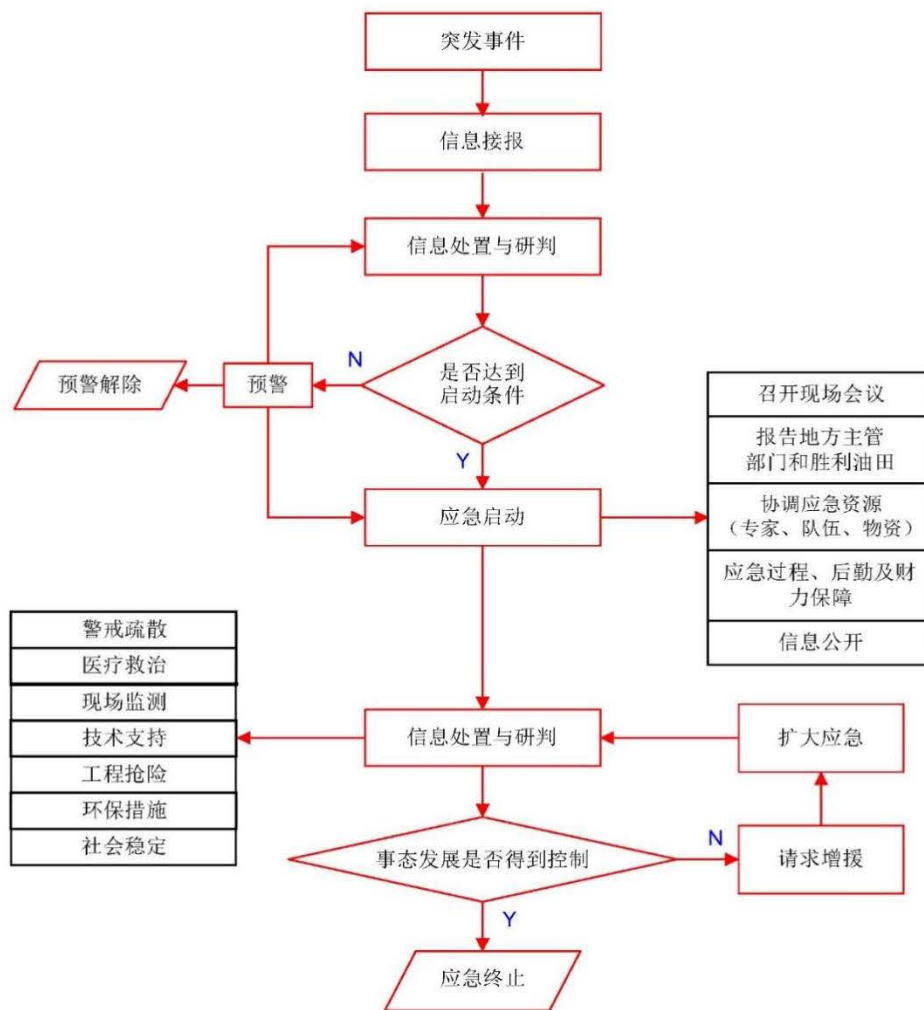 突发事件
信息接报
信息处置与研判
N
是否达到
启动条件
预警解除
预警
Y
应急启动
召开现场会议
报告地方主管
部门和胜利油田
协调应急资源
（专家、队伍、物资）
应急过程、后勤及财
力保障
信息公开
警戒疏散
医疗救治
现场监测
技术支持
工程抢险
环保措施
社会稳定
信息处置与研判
扩大应急
事态发展是否得到控制
N
请求增援
Y
应急终止